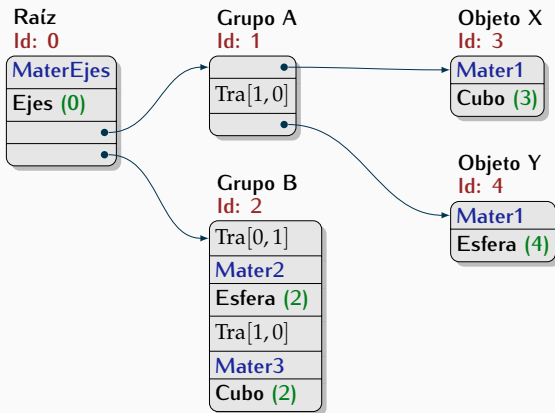 Raíz
Id: 0
MaterEjes
Ejes (0)
Grupo A
Id: 1
Tra[1,0]
Grupo B
Id: 2
Tra[0,1]
Mater2
Esfera (2)
Tra[1,0]
Mater3
Cubo (2)
Objeto X
Id: 3
Mater1
Cubo (3)
Objeto Y
Id: 4
Mater1
Esfera (4)